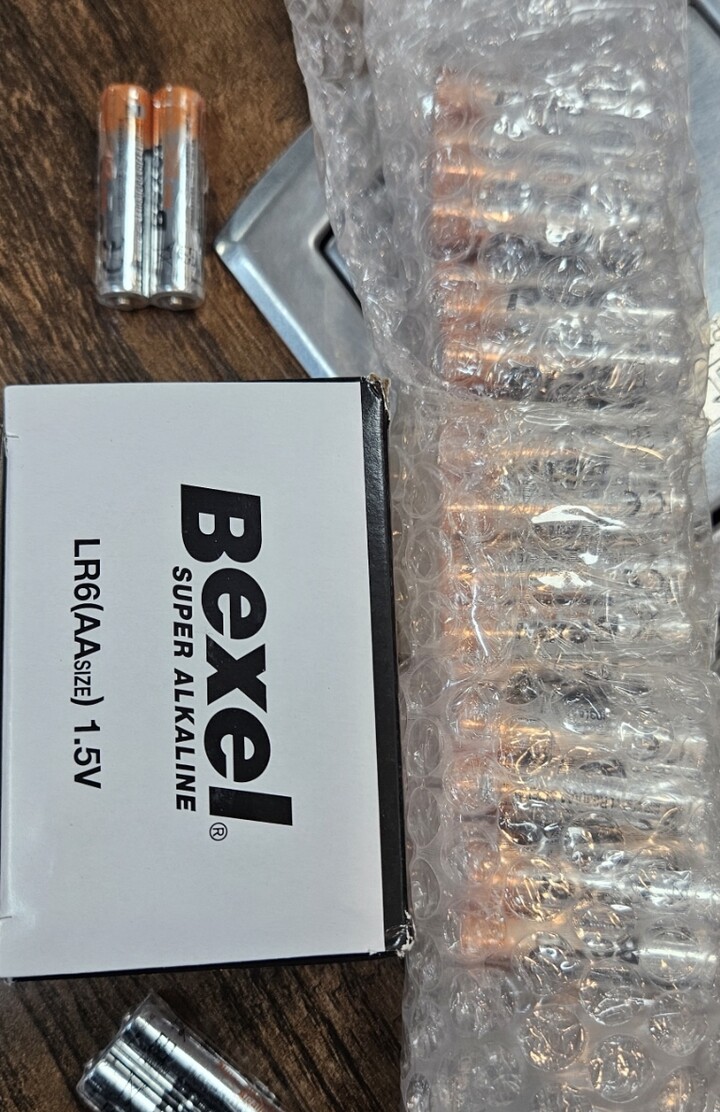 Bexel®
SUPER ALKALINE
LR6(AASIZE) 1.5V